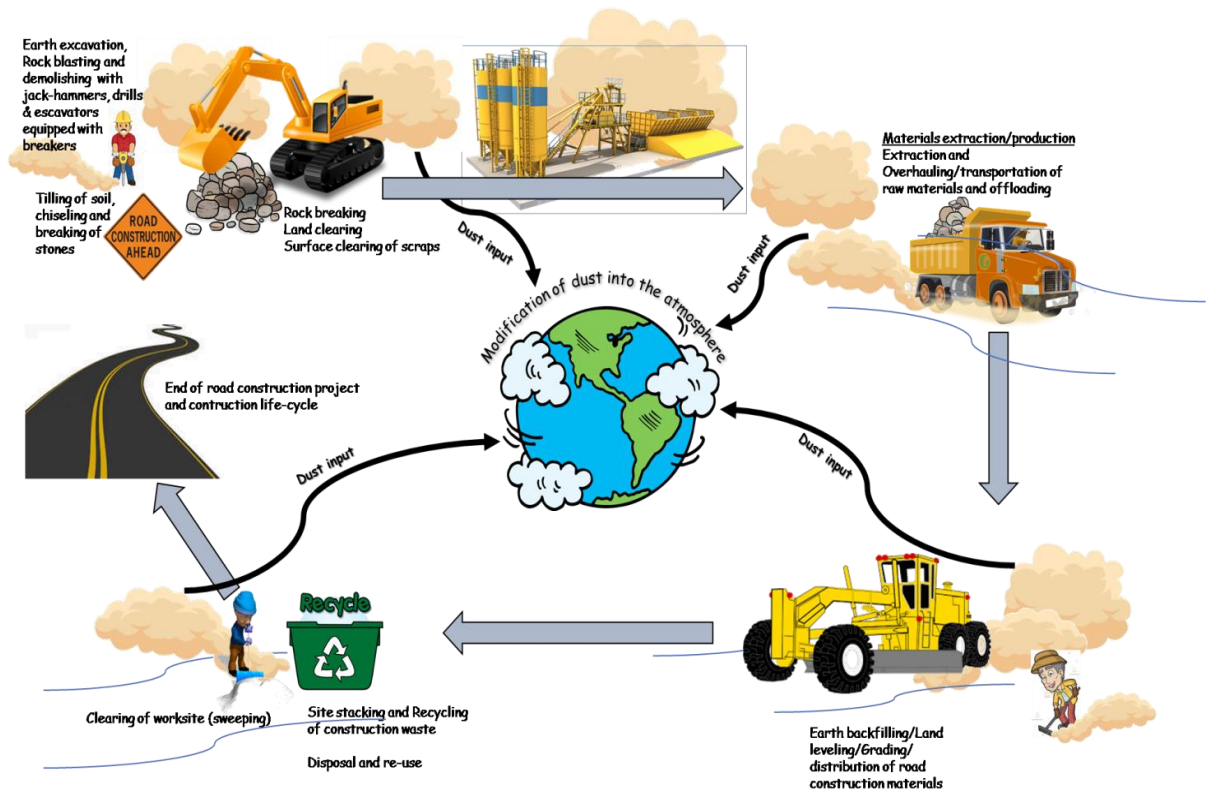 Earth excavation,
Rock blasting and
demolishing with
jack-hammers, drills
& escavators
equipped with
breakers
Tilling of soil,
chiseling and
breaking of
stones
ROAD
CONSTRUCTION
AHEAD
Rock breaking
Land clearing
Surface clearing of scraps
Dust input
Materials extraction/production
Extraction and
Overhauling/transportation of
raw materials and offloading
Dust input
Modification of dust into the atmosphere
End of road construction project
and contruction life-cycle
Dust input
Dust input
Recycle
Clearing of worksite (sweeping)
Site stacking and Recycling
of construction waste
Disposal and re-use
Earth backfilling/Land
leveling/Grading/
distribution of road
construction materials